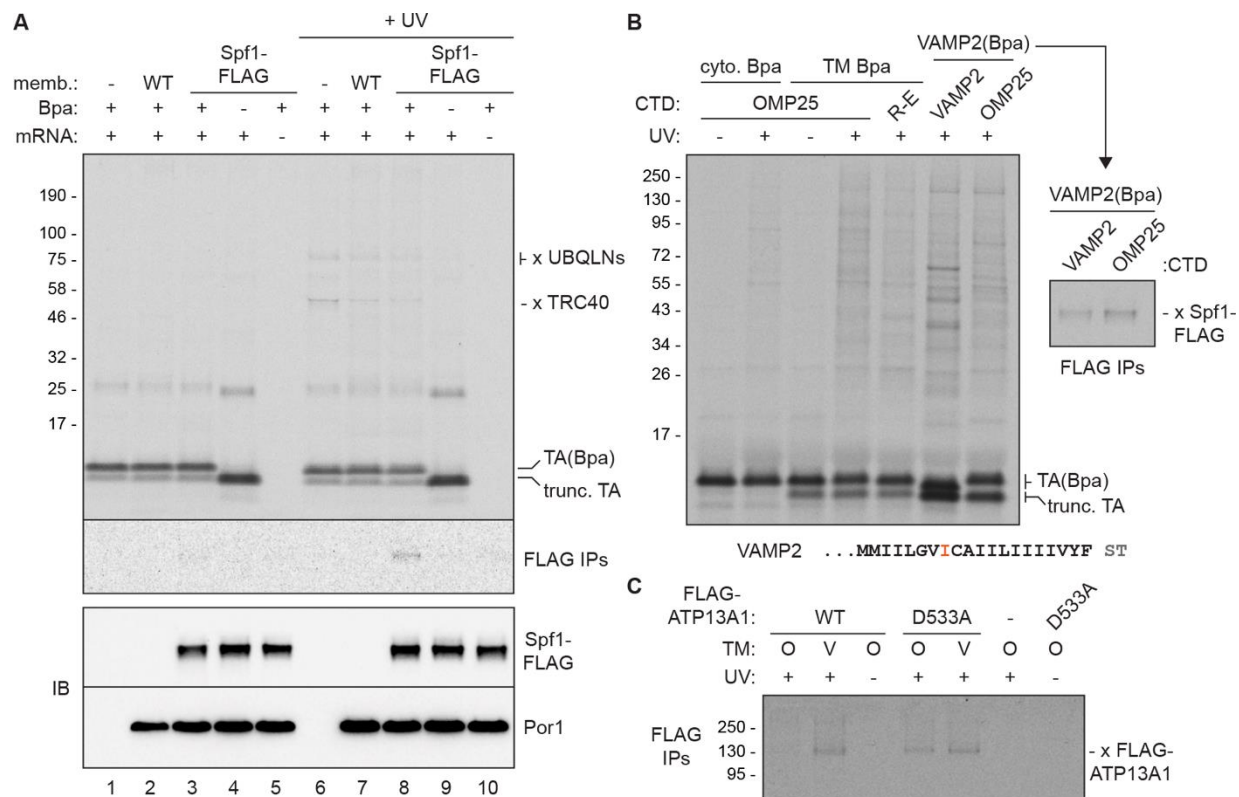 A
+ UV
Spf1-
FLAG
Spf1-
FLAG
memb.: - WT - WT
Bpa: + + + - + + + + - +
mRNA: + + + + - + + + + -
190 -
100 -
75 -
58 -
46 -
32 -
25 -
17 -
x UBQLNs
- x TRC40
TA(Bpa)
trunc. TA
FLAG IPs
IB
Spf1-
FLAG
Por1
1 2 3 4 5 6 7 8 9 10
B
VAMP2(Bpa)
cyto. Bpa TM Bpa
CTD: OMP25 R-E VAMP2 OMP25
UV: - + - + + + +
250 -
130 -
95 -
72 -
55 -
43 -
34 -
26 -
17 -
TA(Bpa)
trunc. TA
VAMP2(Bpa)
VAMP2 OMP25 :CTD
- x Spf1-
FLAG
FLAG IPs
VAMP2 ...MMIILGVICAIILIIIIVYF ST
C
FLAG-
ATP13A1: WT D533A - D533A
TM: O V O O V O O
UV: + + - + + + -
FLAG
IPs
250 -
130 -
95 -
- x FLAG-
ATP13A1